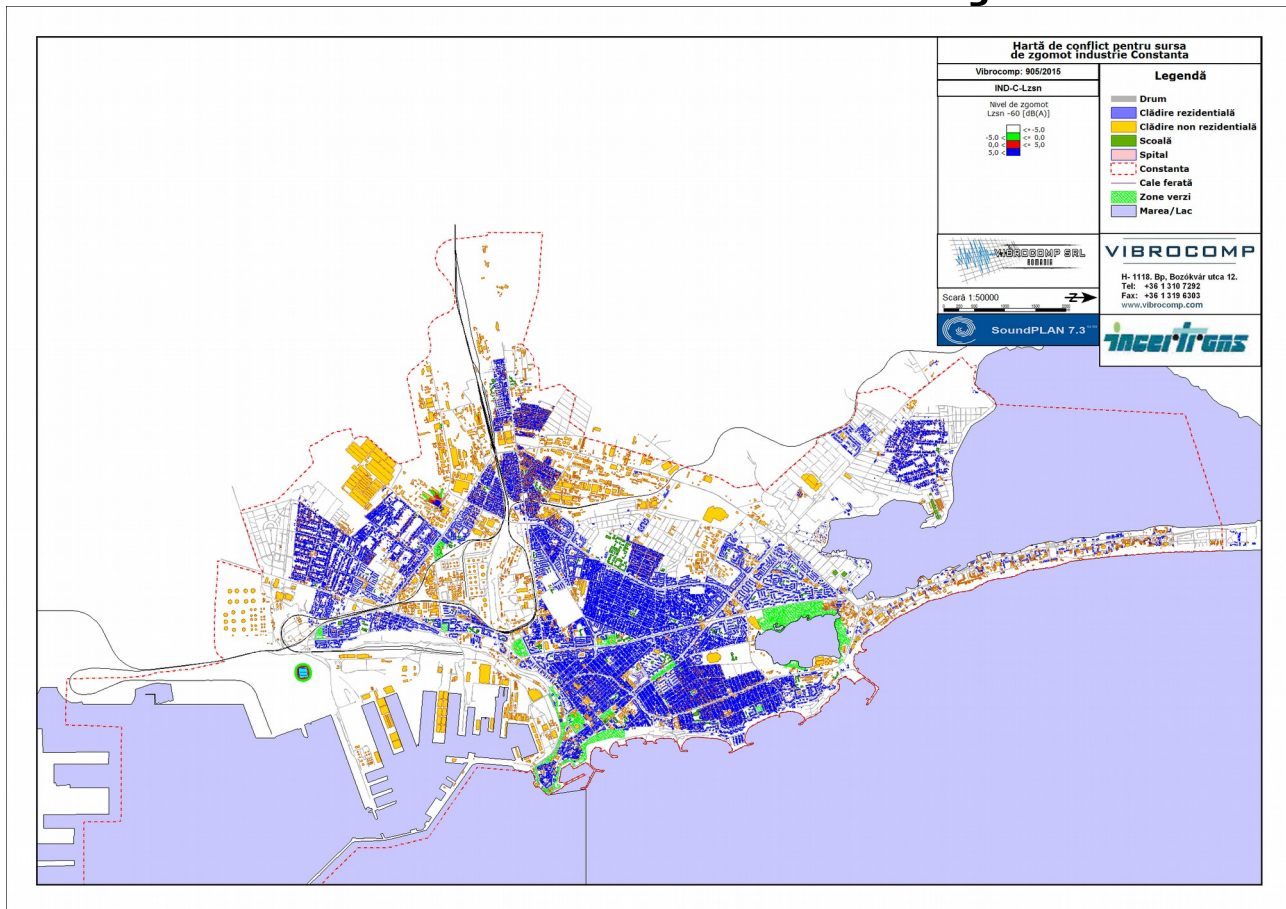 g
Hartă de conflict pentru sursa
de zgomot industrie Constanta
Vibrocomp: 905/2015
IND-C-Lzsn
Nivel de zgomot
Lzsn -60 [dB(A)]
<= -5,0
-5,0 < <= 0,0
0,0 < <= 5,0
5,0 <
Legendă
Drum
Clădire rezidentială
Clădire non rezidentială
Scoală
Spital
Constanta
Cale ferată
Zone verzi
Marea/Lac
VIBROCOMP SRL
ROMANIA
Scară 1:50000
Z
SoundPLAN 7.3
VIBROCOMP
H- 1118. Bp, Bozókvár utca 12.
Tel: +36 1 310 7292
Fax: +36 1 319 6303
www.vibrocomp.com
incertrans